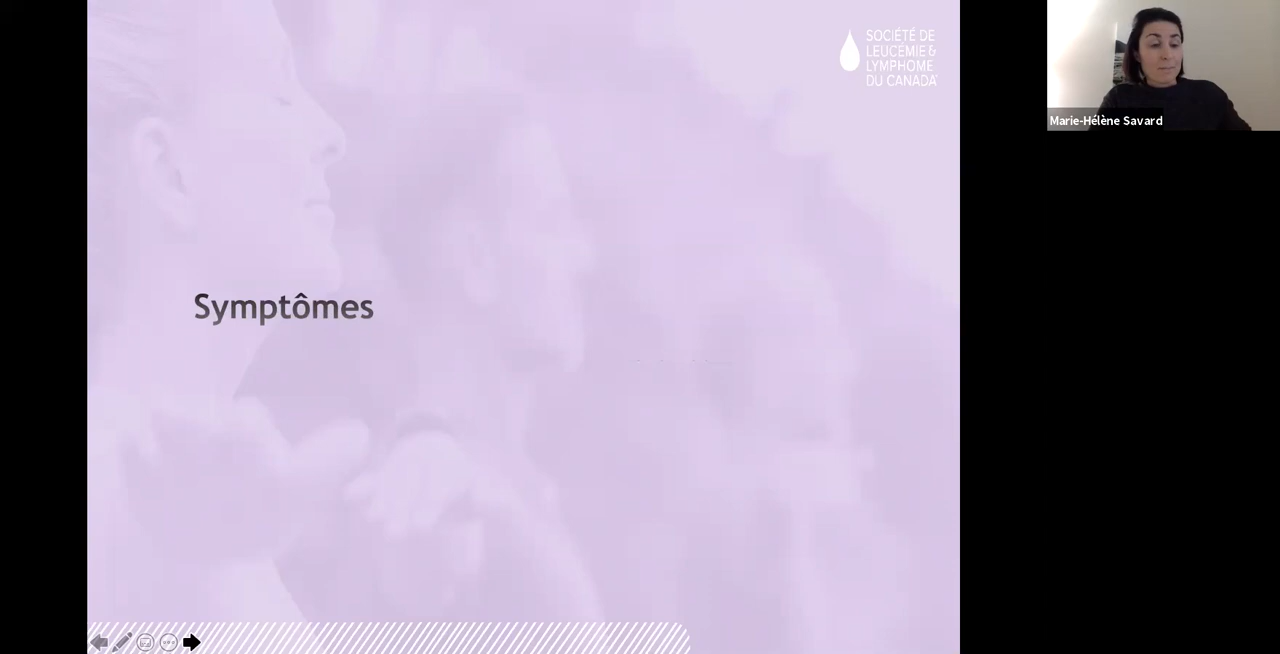 SOCIÉTÉ DE
LEUCÉMIE &
LYMPHOME
DU CANADA
Marie-Hélène Savard
Symptômes